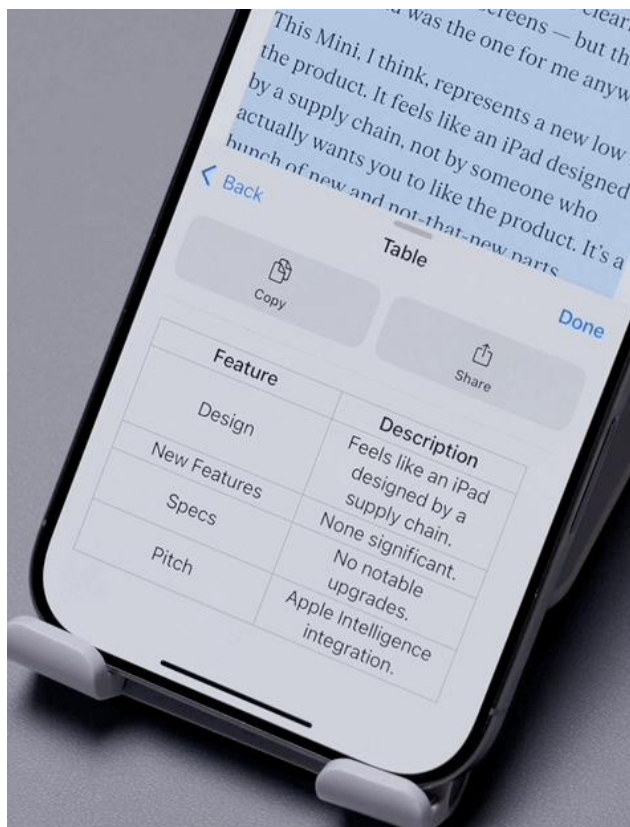 creens — but th
d was the one for me anyw
This Mini, I think, represents a new low
the product. It feels like an iPad designed
by a supply chain, not by someone who
actually wants you to like the product. It's a
bunch of new and not-that-new parts
Back
Table
Done
Copy
Share
Feature
Description
Design
Feels like an iPad
designed by a
supply chain.
New Features
None significant.
Specs
No notable
upgrades.
Pitch
Apple Intelligence
integration.